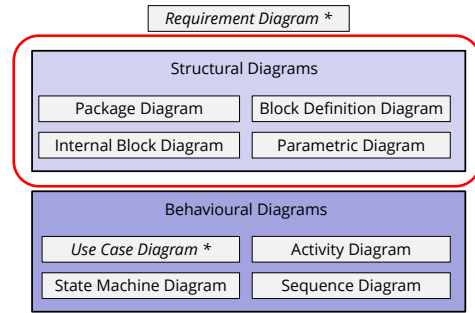 Requirement Diagram *
Structural Diagrams
Package Diagram
Block Definition Diagram
Internal Block Diagram
Parametric Diagram
Behavioural Diagrams
Use Case Diagram *
Activity Diagram
State Machine Diagram
Sequence Diagram